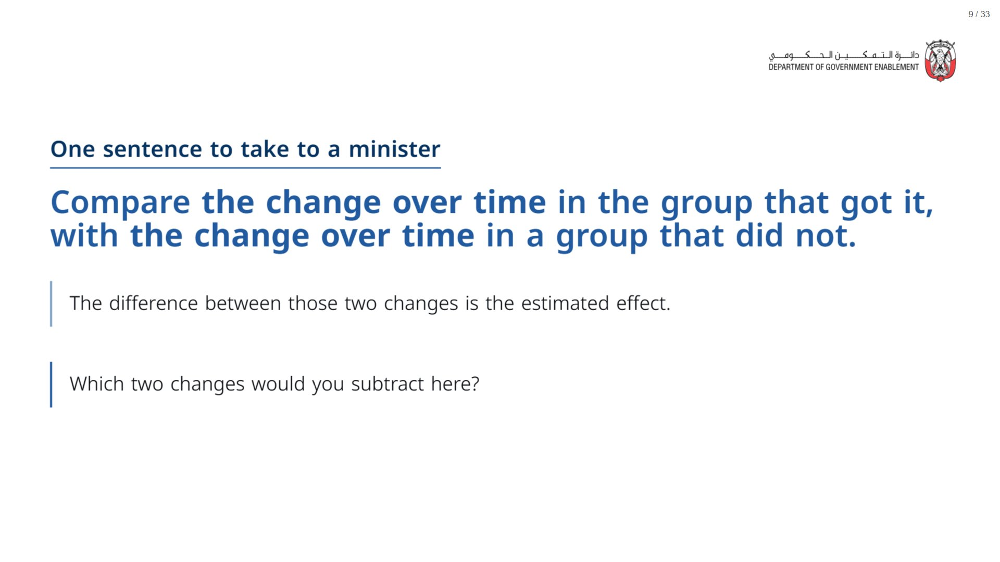 9 / 33
دائرة التمكين الحكومي
DEPARTMENT OF GOVERNMENT ENABLEMENT
One sentence to take to a minister
Compare the change over time in the group that got it,
with the change over time in a group that did not.
The difference between those two changes is the estimated effect.
Which two changes would you subtract here?